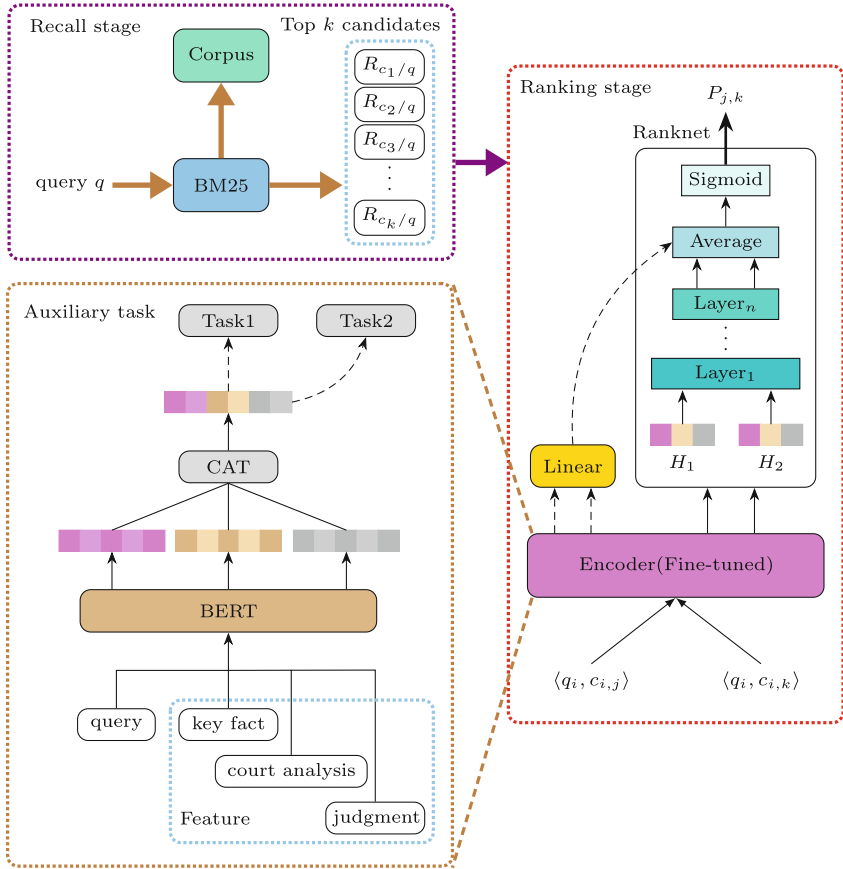 Recall stage
Top k candidates
Corpus
query q
BM25
R_{c_1/q}
R_{c_2/q}
R_{c_3/q}
⋮
R_{c_k/q}
Auxiliary task
Task1
Task2
CAT
BERT
query
key fact
court analysis
judgment
Feature
Ranking stage
P_{j,k}
Ranknet
Sigmoid
Average
Layer_n
⋮
Layer_1
H_1
H_2
Linear
Encoder(Fine-tuned)
⟨q_i, c_{i,j}⟩
⟨q_i, c_{i,k}⟩